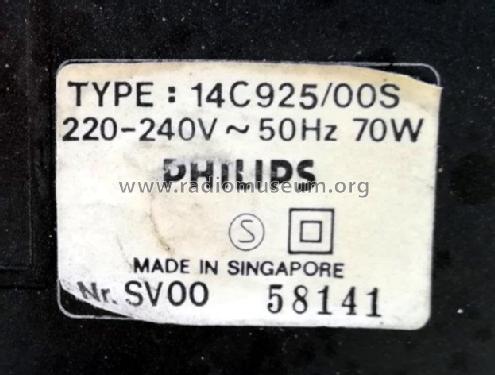 TYPE : 14C925/00S
220-240V ~ 50Hz 70W
PHILIPS
www.radiomuseum.org
S
MADE IN SINGAPORE
Nr. SV00 58141